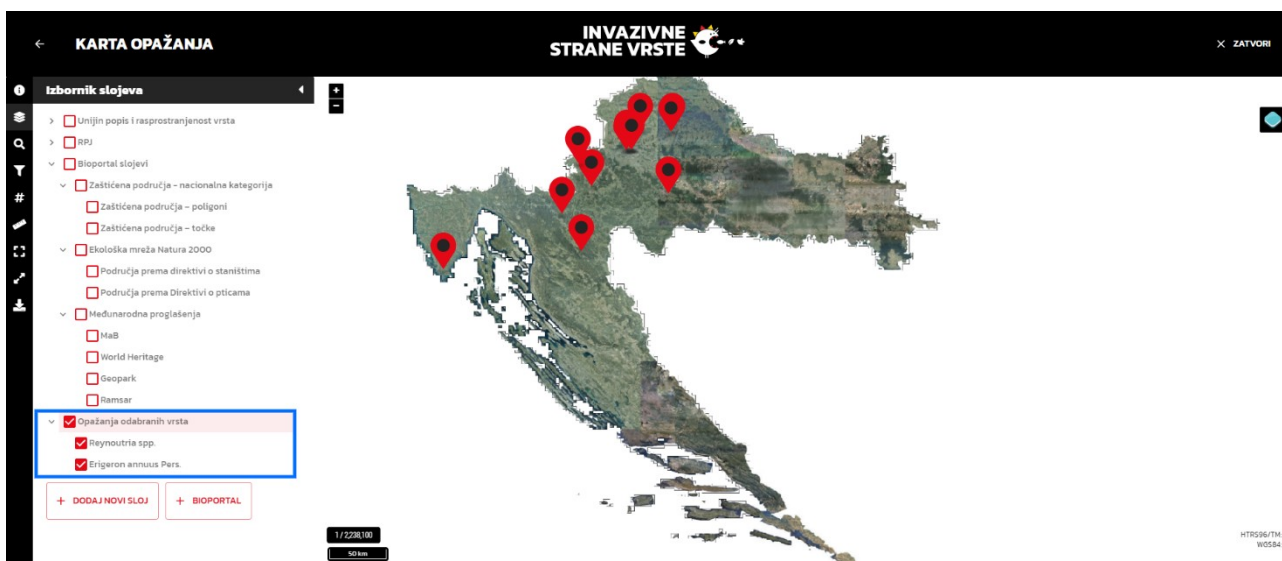 KARTA OPAŽANJA
INVAZIVNE
STRANE VRSTE
ZATVORI
Izbornik slojeva
Unijin popis i rasprostranjenost vrsta
RPJ
Bioportal slojevi
Zaštićena područja - nacionalna kategorija
Zaštićena područja - poligoni
Zaštićena područja - točke
Ekološka mreža Natura 2000
Područja prema direktivi o staništima
Područja prema Direktivi o pticama
Međunarodna proglašenja
MaB
World Heritage
Geopark
Ramsar
Opažanja odabranih vrsta
Reynoutria spp.
Erigeron annuus Pers.
+ DODAJ NOVI SLOJ
+ BIOPORTAL
1 / 2,238,100
50 km
HTRS96/TM:
WGS84: